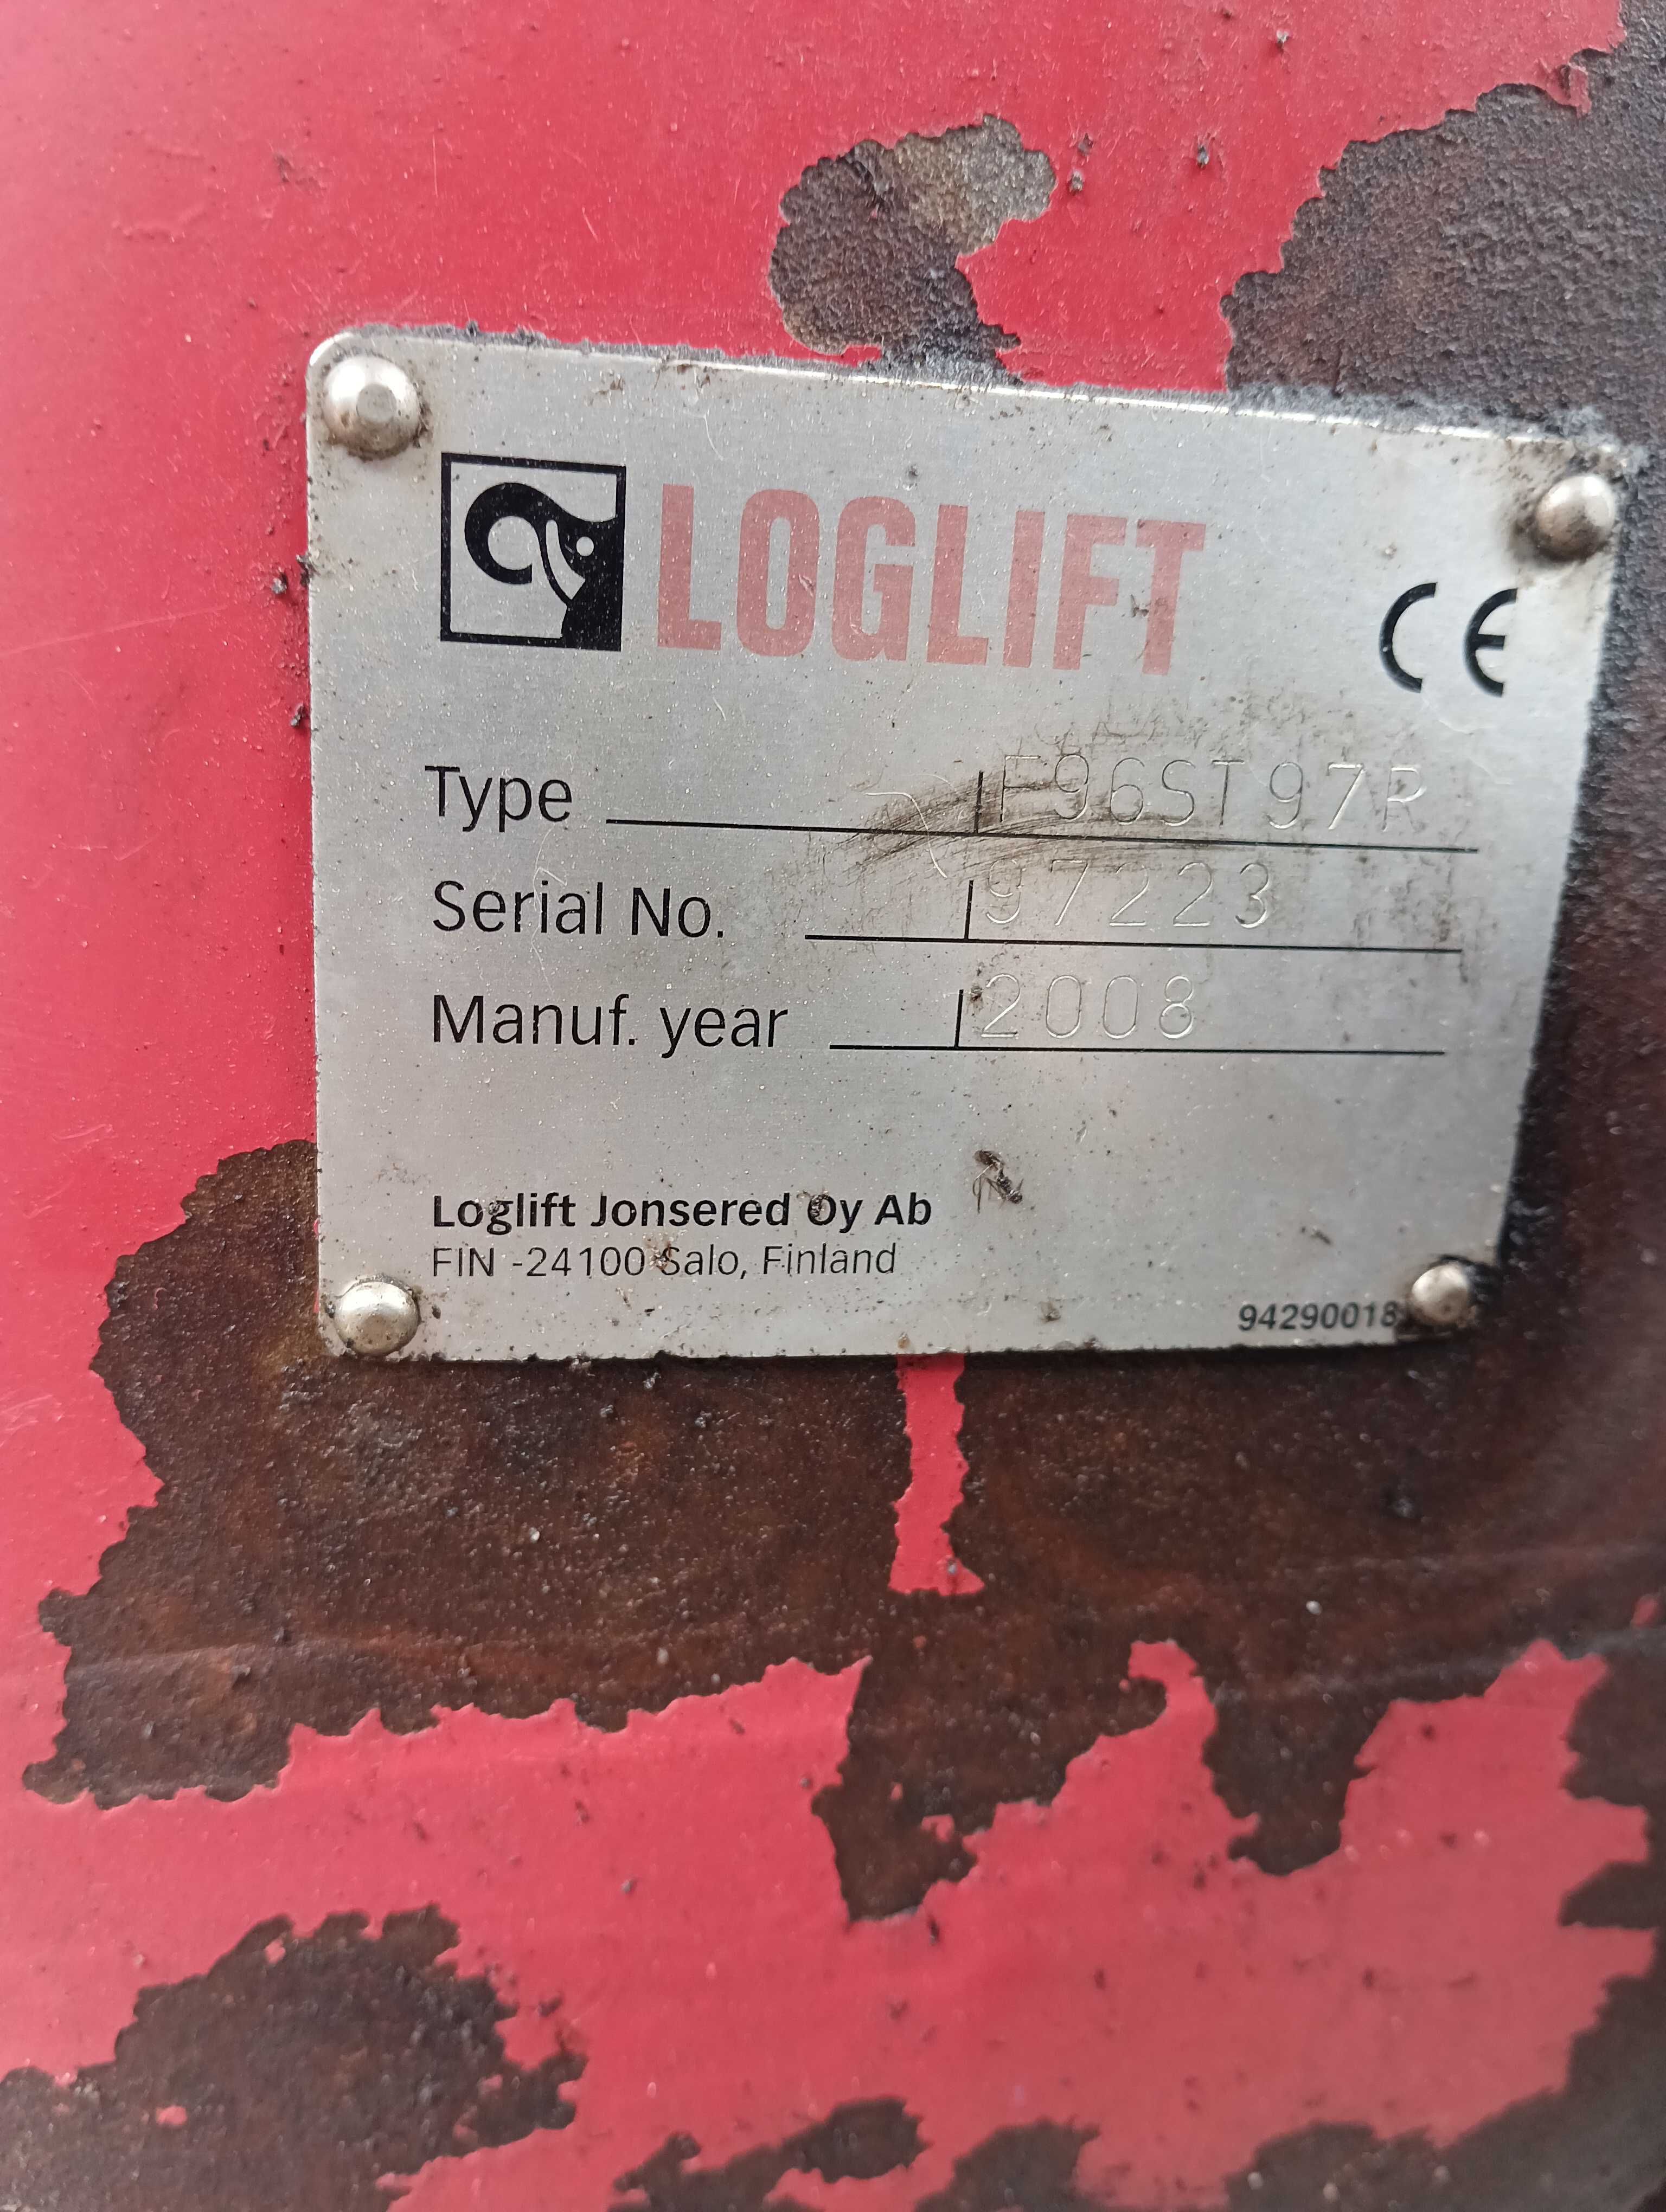 LOGLIFT
CE
Type F96ST97R
Serial No. 97223
Manuf. year 2008
Loglift Jonsered Oy Ab
FIN -24100 Salo, Finland
94290018